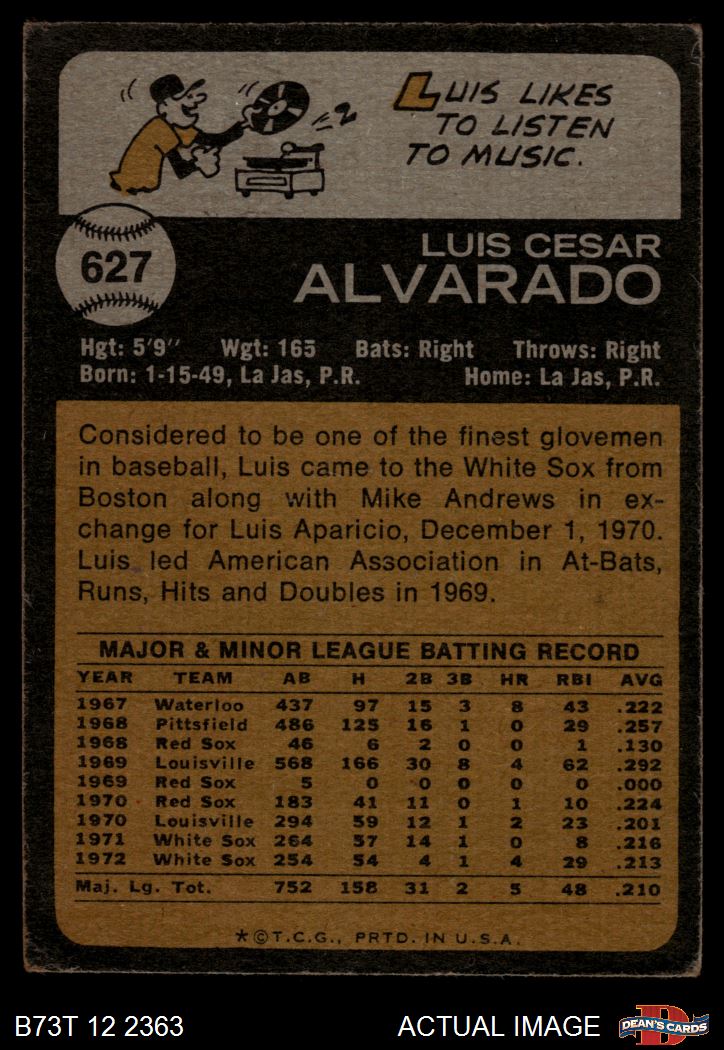 LUIS LIKES
TO LISTEN
TO MUSIC.
627
LUIS CESAR
ALVARADO
Hgt: 5'9" Wgt: 165 Bats: Right Throws: Right
Born: 1-15-49, La Jas, P.R. Home: La Jas, P.R.
Considered to be one of the finest glovemen
in baseball, Luis came to the White Sox from
Boston along with Mike Andrews in ex-
change for Luis Aparicio, December 1, 1970.
Luis led American Association in At-Bats,
Runs, Hits and Doubles in 1969.
MAJOR & MINOR LEAGUE BATTING RECORD
YEAR TEAM AB H 2B 3B HR RBI AVG
1967 Waterloo 437 97 15 3 8 43 .222
1968 Pittsfield 486 125 16 1 0 29 .257
1968 Red Sox 46 6 2 0 0 1 .130
1969 Louisville 568 166 30 8 4 62 .292
1969 Red Sox 5 0 0 0 0 0 .000
1970 Red Sox 183 41 11 0 1 10 .224
1970 Louisville 294 59 12 1 2 23 .201
1971 White Sox 264 57 14 1 0 8 .216
1972 White Sox 254 54 4 1 4 29 .213
Maj. Lg. Tot. 752 158 31 2 5 48 .210
*©T.C.G., PRTD. IN U.S.A.
B73T 12 2363 ACTUAL IMAGE
D
DEAN'S CARDS